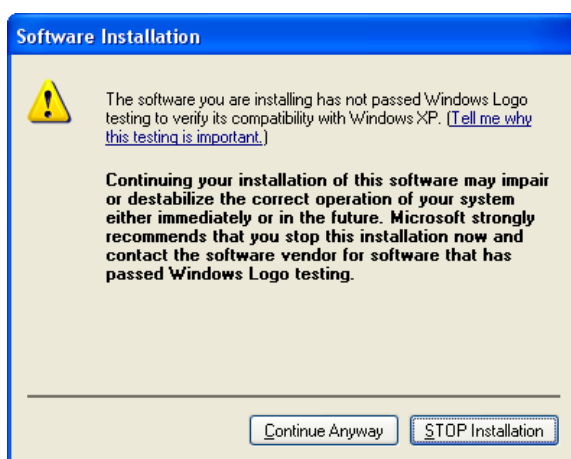 Software Installation
The software you are installing has not passed Windows Logo
testing to verify its compatibility with Windows XP. (Tell me why
this testing is important.)
Continuing your installation of this software may impair
or destabilize the correct operation of your system
either immediately or in the future. Microsoft strongly
recommends that you stop this installation now and
contact the software vendor for software that has
passed Windows Logo testing.
Continue Anyway
STOP Installation